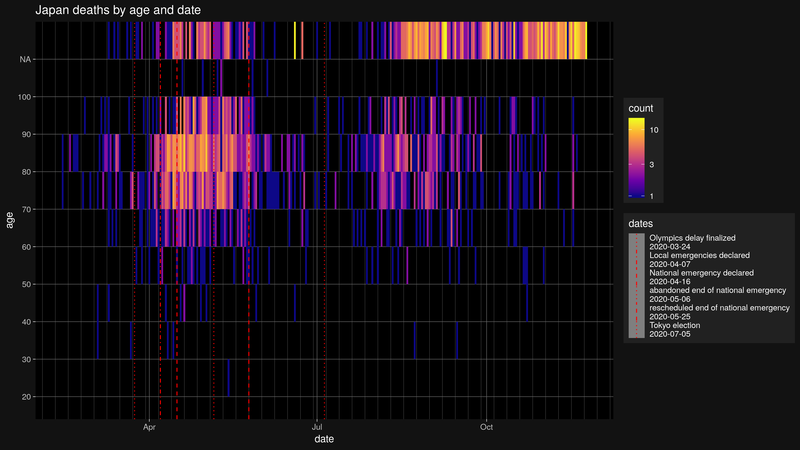 Japan deaths by age and date
NA
100
90
80
70
60
50
40
30
20
age
Apr
Jul
Oct
date
count
10
3
1
dates
Olympics delay finalized
2020-03-24
Local emergencies declared
2020-04-07
National emergency declared
2020-04-16
abandoned end of national emergency
2020-05-06
rescheduled end of national emergency
2020-05-25
Tokyo election
2020-07-05